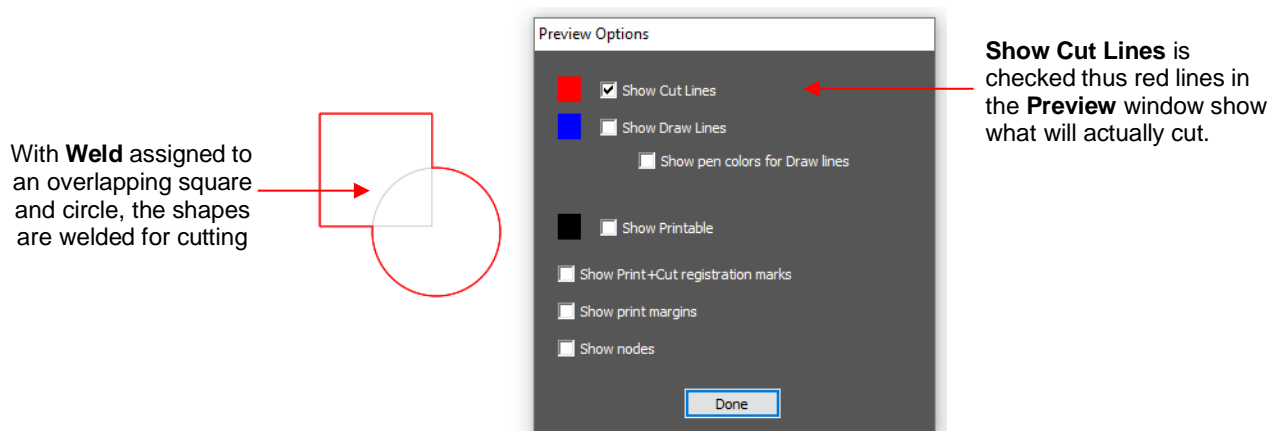 With Weld assigned to
an overlapping square
and circle, the shapes
are welded for cutting
Preview Options
Show Cut Lines
Show Draw Lines
Show pen colors for Draw lines
Show Printable
Show Print+Cut registration marks
Show print margins
Show nodes
Done
Show Cut Lines is
checked thus red lines in
the Preview window show
what will actually cut.